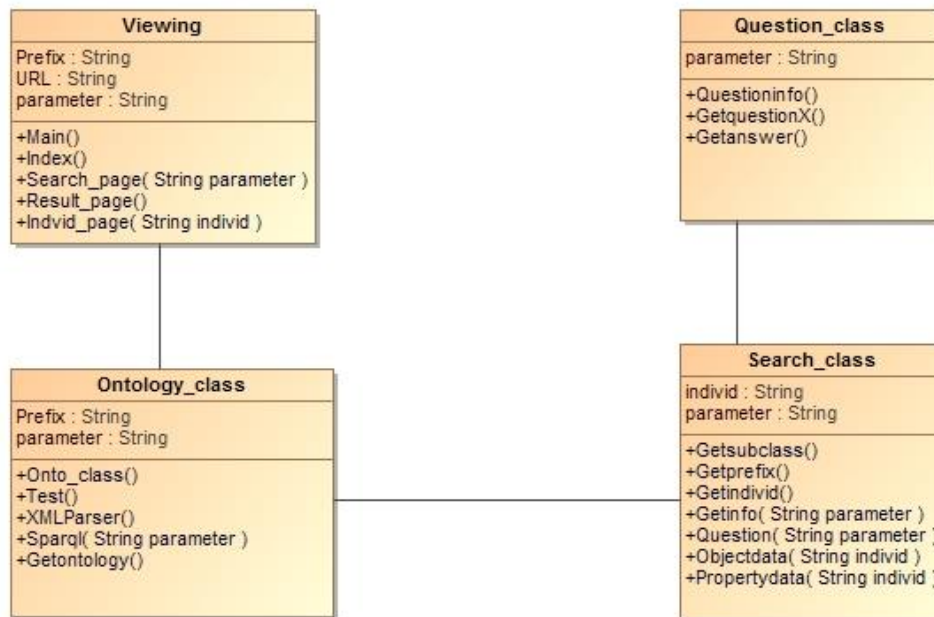 Viewing
Prefix : String
URL : String
parameter : String
+Main()
+Index()
+Search_page( String parameter )
+Result_page()
+Indvid_page( String individ )
Question_class
parameter : String
+Questioninfo()
+GetquestionX()
+Getanswer()
Ontology_class
Prefix : String
parameter : String
+Onto_class()
+Test()
+XMLParser()
+Sparql( String parameter )
+Getontology()
Search_class
individ : String
parameter : String
+Getsubclass()
+Getprefix()
+Getindivid()
+Getinfo( String parameter )
+Question( String parameter )
+Objectdata( String individ )
+Propertydata( String individ )